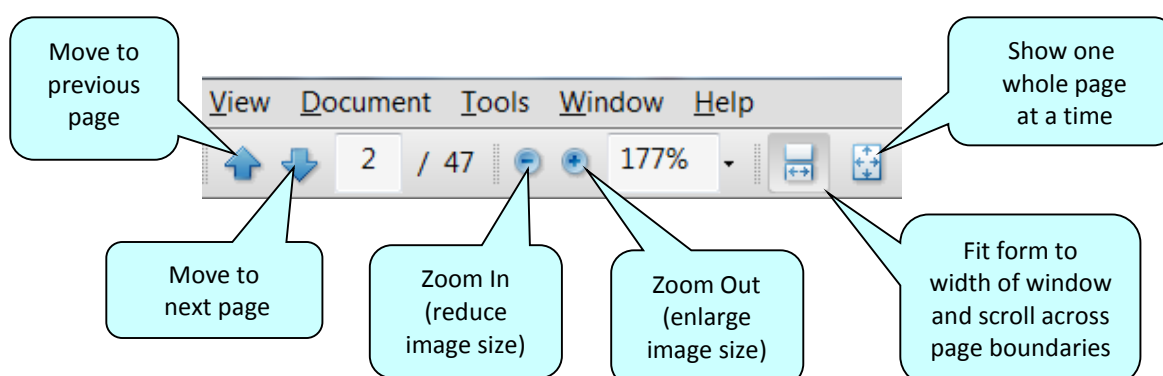 Move to
previous
page
Show one
whole page
at a time
View Document Tools Window Help
2 / 47 177%
Move to
next page
Zoom In
(reduce
image size)
Zoom Out
(enlarge
image size)
Fit form to
width of window
and scroll across
page boundaries